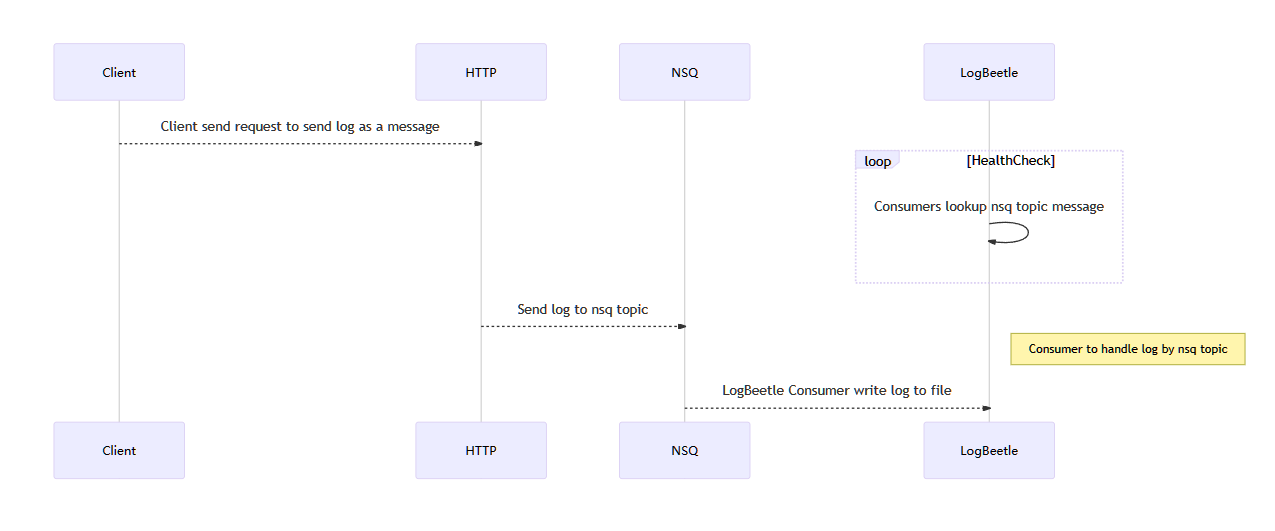 Client
HTTP
NSQ
LogBeetle
Client send request to send log as a message
loop
[HealthCheck]
Consumers lookup nsq topic message
Send log to nsq topic
Consumer to handle log by nsq topic
LogBeetle Consumer write log to file
Client
HTTP
NSQ
LogBeetle